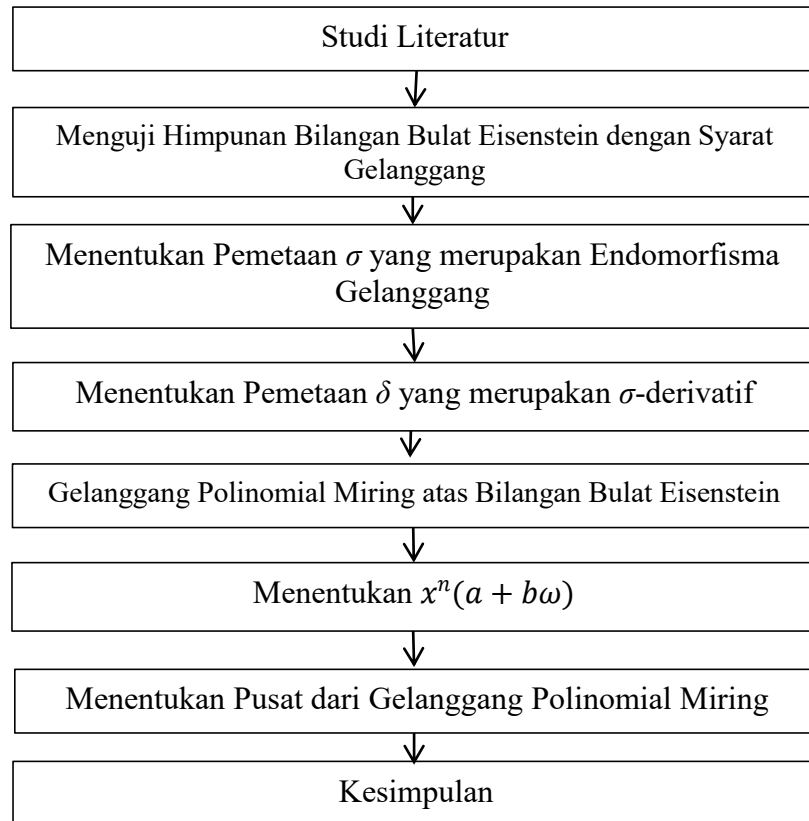 Studi Literatur
Menguji Himpunan Bilangan Bulat Eisenstein dengan Syarat
Gelanggang
Menentukan Pemetaan σ yang merupakan Endomorfisma
Gelanggang
Menentukan Pemetaan δ yang merupakan σ-derivatif
Gelanggang Polinomial Miring atas Bilangan Bulat Eisenstein
Menentukan xⁿ(a + bω)
Menentukan Pusat dari Gelanggang Polinomial Miring
Kesimpulan